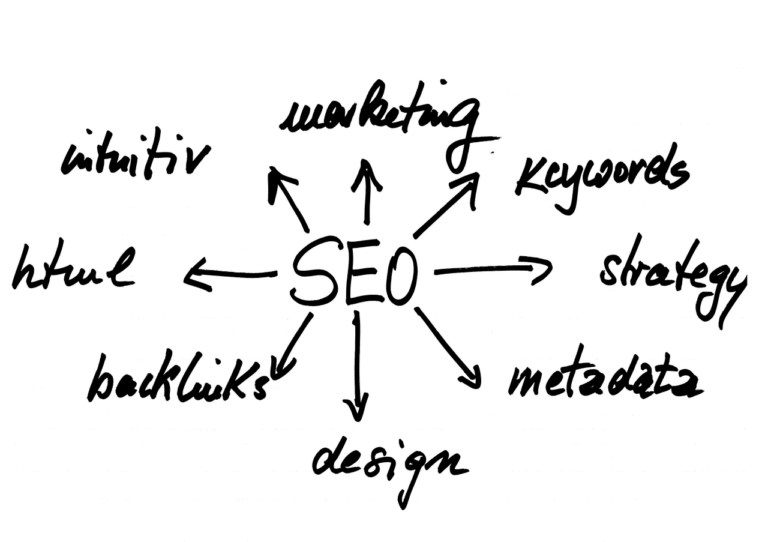 marketing
intuitiv
keywords
html
SEO
strategy
backlinks
metadata
design